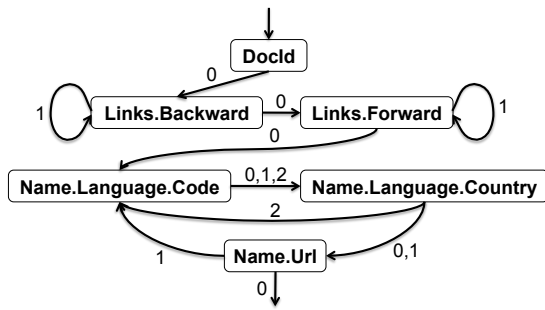 DocId
0
1 Links.Backward 0 Links.Forward 1
0
Name.Language.Code 0,1,2 Name.Language.Country
2
1 Name.Url 0,1
0